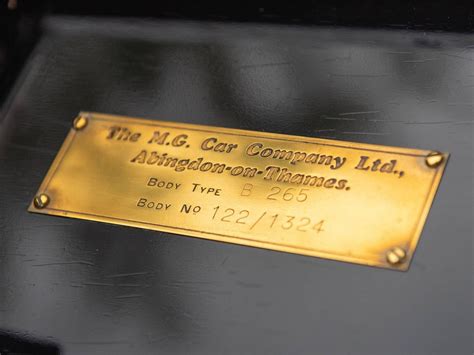 The M.G. Car Company Ltd.,
Abingdon-on-Thames.
Body Type B 265
Body No 122/1324